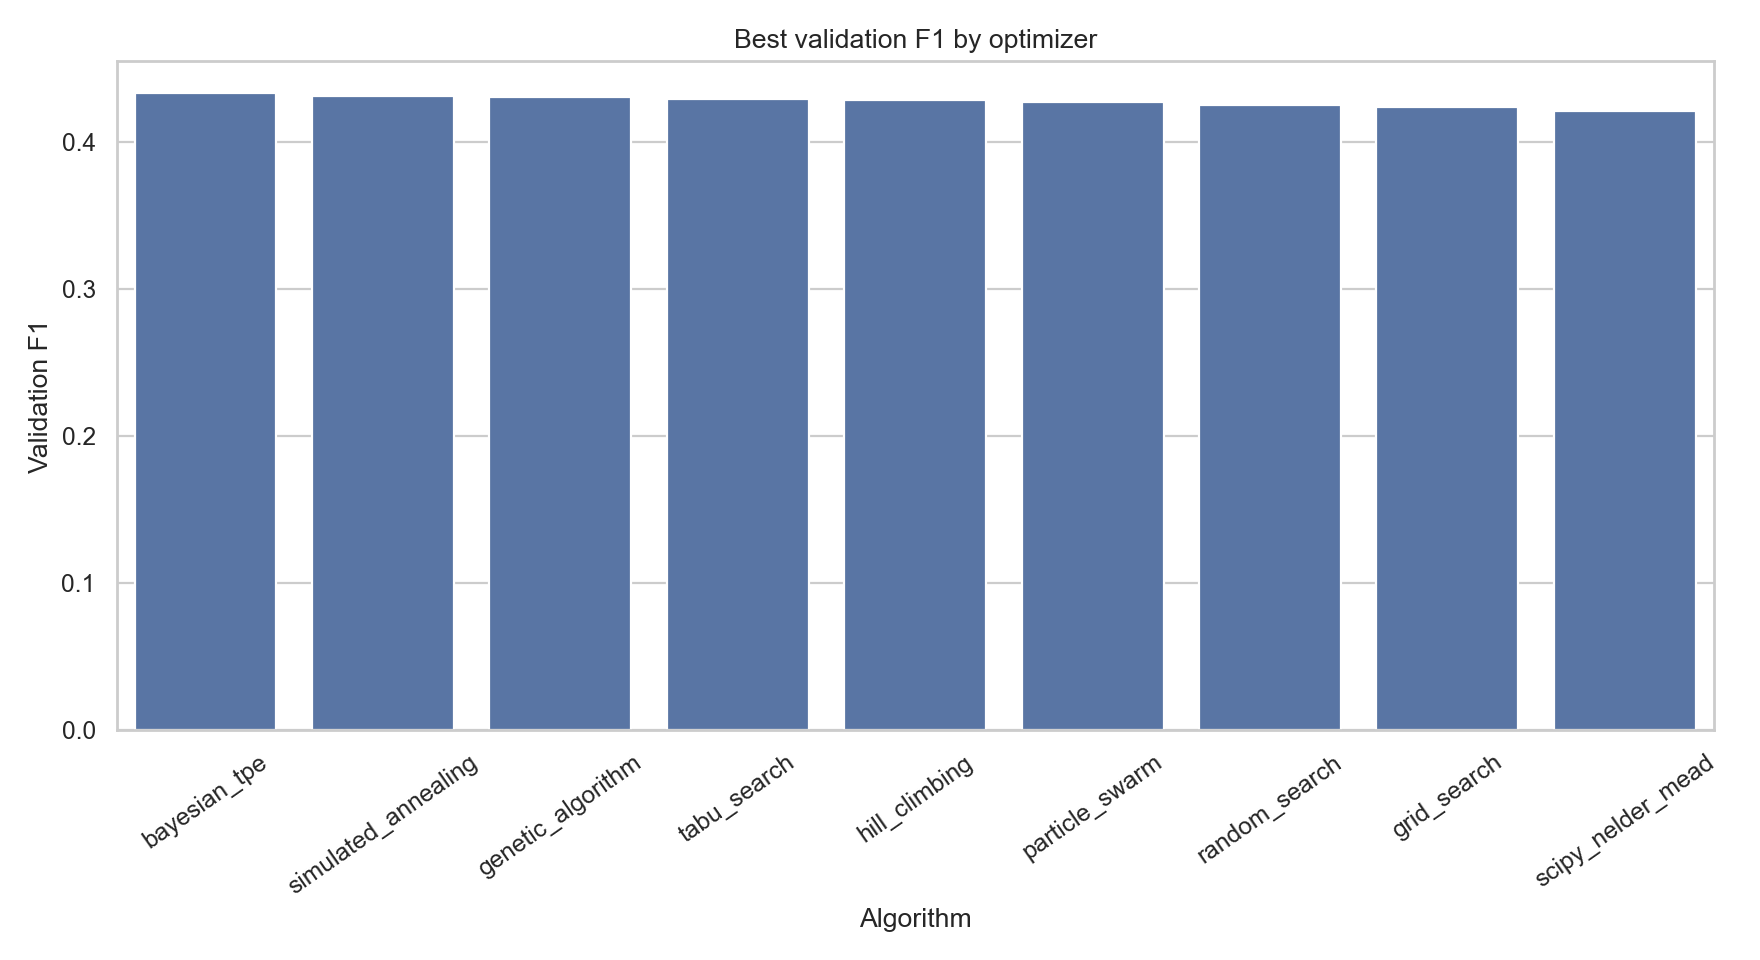 Best validation F1 by optimizer
Validation F1
0.4
0.3
0.2
0.1
0.0
bayesian_tpe
simulated_annealing
genetic_algorithm
tabu_search
hill_climbing
particle_swarm
random_search
grid_search
scipy_nelder_mead
Algorithm